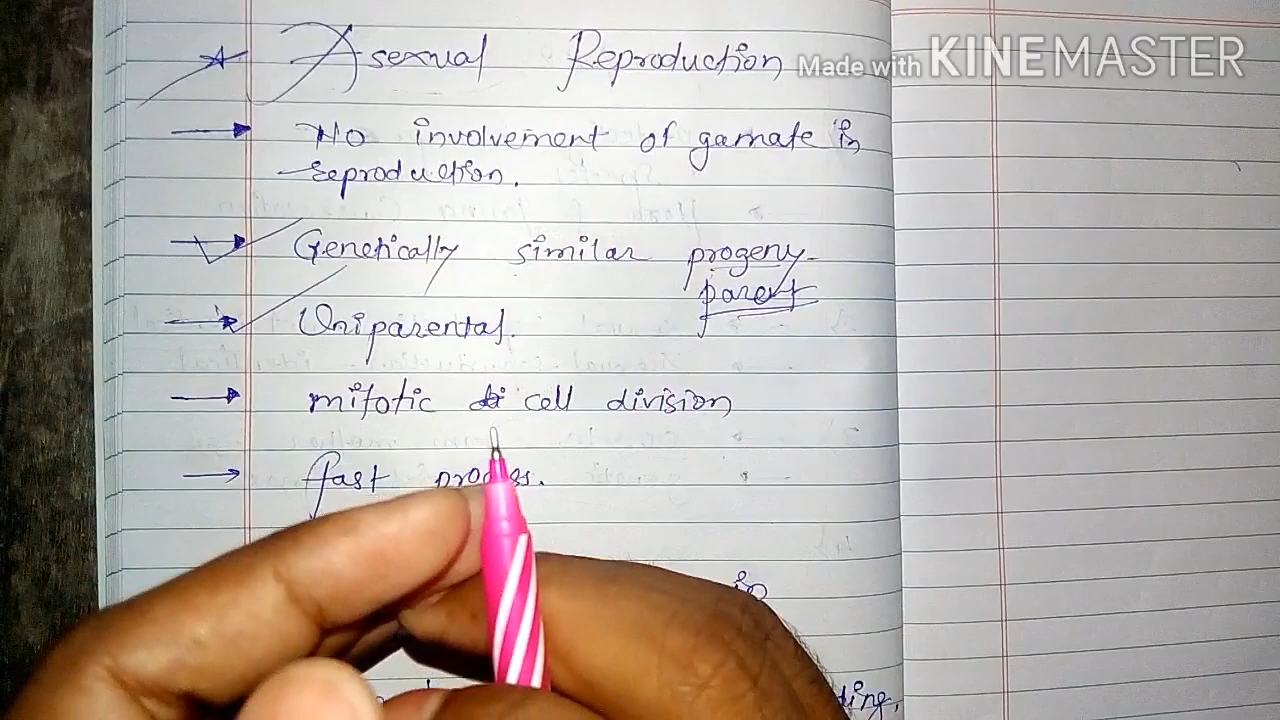 Asexual Reproduction
Made with KINEMASTER
No involvement of gamate in
reproduction.
Genetically similar progeny-
parent
Uniparental.
mitotic cell division
fast
in